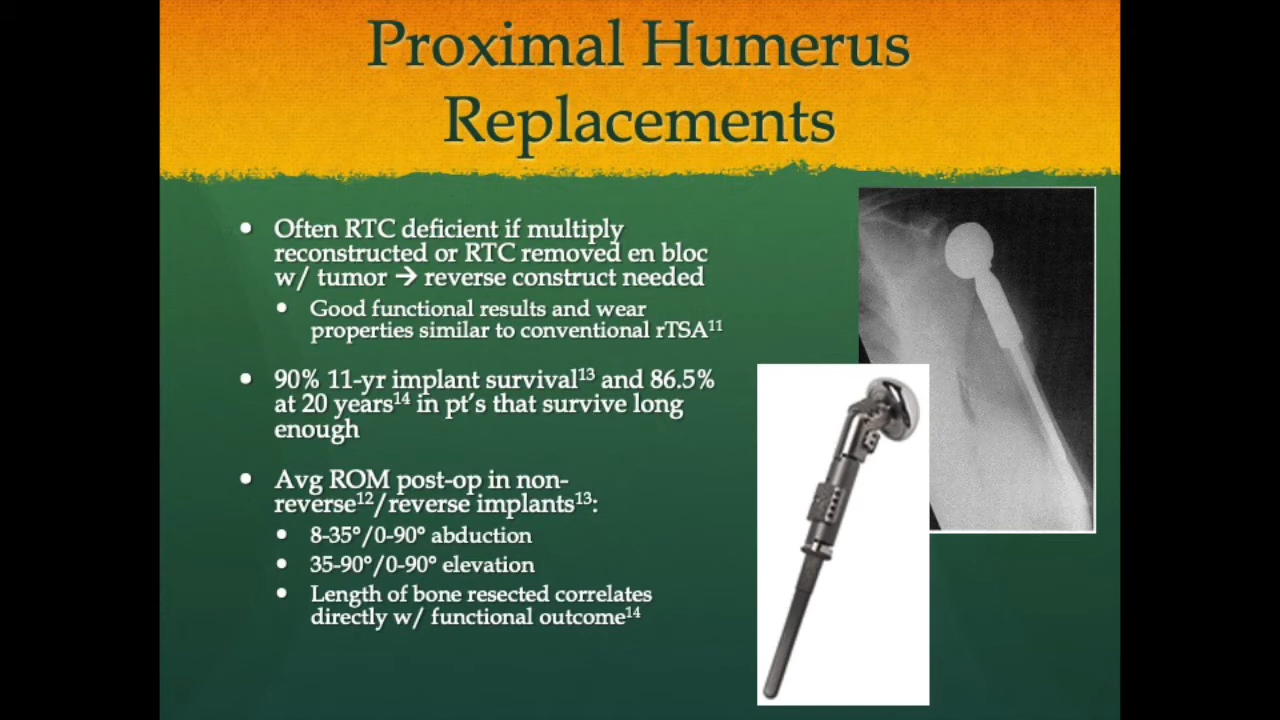 Proximal Humerus
Replacements
• Often RTC deficient if multiply
reconstructed or RTC removed en bloc
w/ tumor → reverse construct needed
• Good functional results and wear
properties similar to conventional rTSA¹¹
• 90% 11-yr implant survival¹³ and 86.5%
at 20 years¹⁴ in pt’s that survive long
enough
• Avg ROM post-op in non-
reverse¹²/reverse implants¹³:
• 8-35°/0-90° abduction
• 35-90°/0-90° elevation
• Length of bone resected correlates
directly w/ functional outcome¹⁴